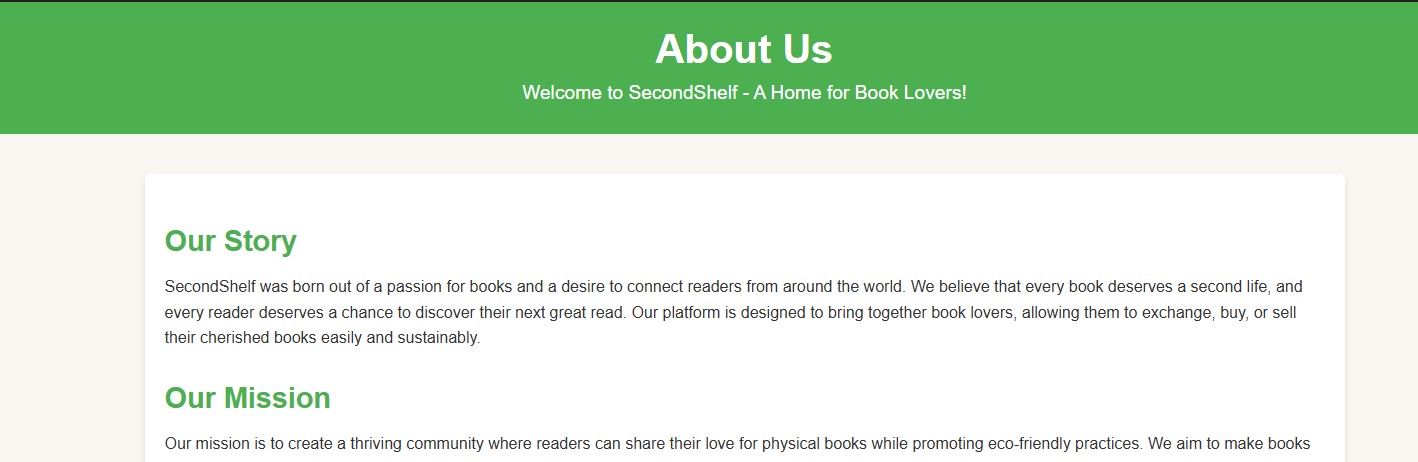 About Us
Welcome to SecondShelf - A Home for Book Lovers!
Our Story
SecondShelf was born out of a passion for books and a desire to connect readers from around the world. We believe that every book deserves a second life, and
every reader deserves a chance to discover their next great read. Our platform is designed to bring together book lovers, allowing them to exchange, buy, or sell
their cherished books easily and sustainably.
Our Mission
Our mission is to create a thriving community where readers can share their love for physical books while promoting eco-friendly practices. We aim to make books